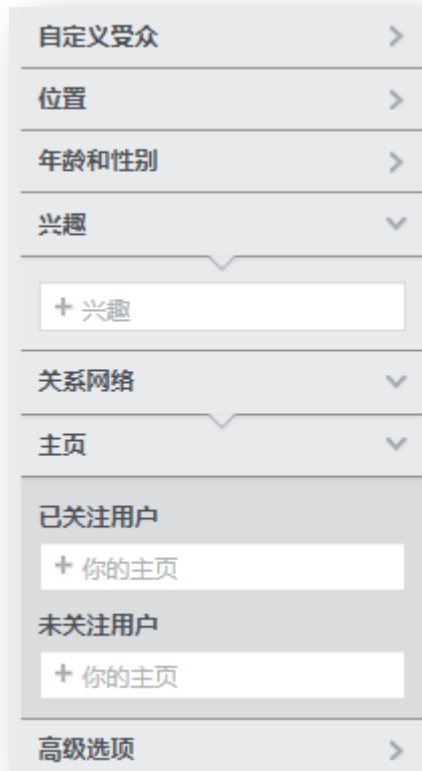 自定义受众
位置
年龄和性别
兴趣
+ 兴趣
关系网络
主页
已关注用户
+ 你的主页
未关注用户
+ 你的主页
高级选项